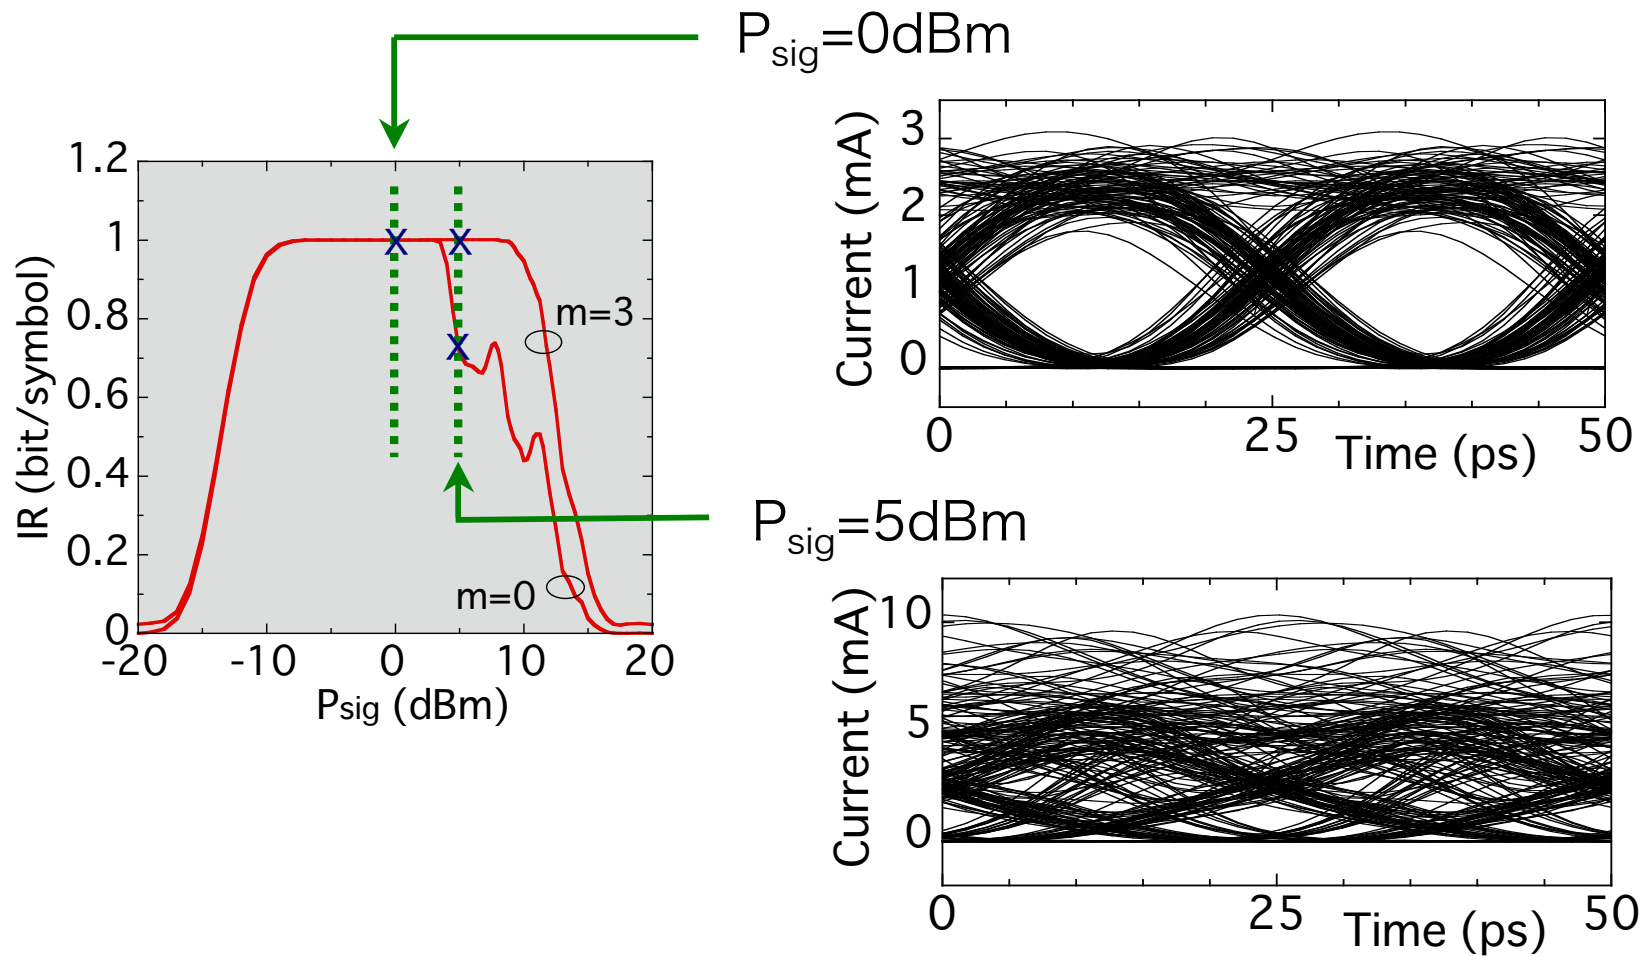 Psig=0dBm
1.2
1
0.8
0.6
0.4
0.2
0
IR (bit/symbol)
m=3
m=0
-20 -10 0 10 20
Psig (dBm)
3
2
1
0
Current (mA)
0 25 50
Time (ps)
Psig=5dBm
10
5
0
Current (mA)
0 25 50
Time (ps)